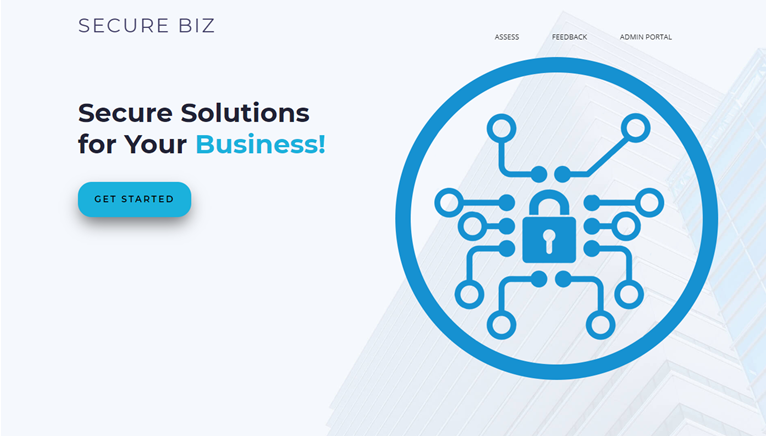 SECURE BIZ
ASSESS FEEDBACK ADMIN PORTAL
Secure Solutions
for Your Business!
GET STARTED